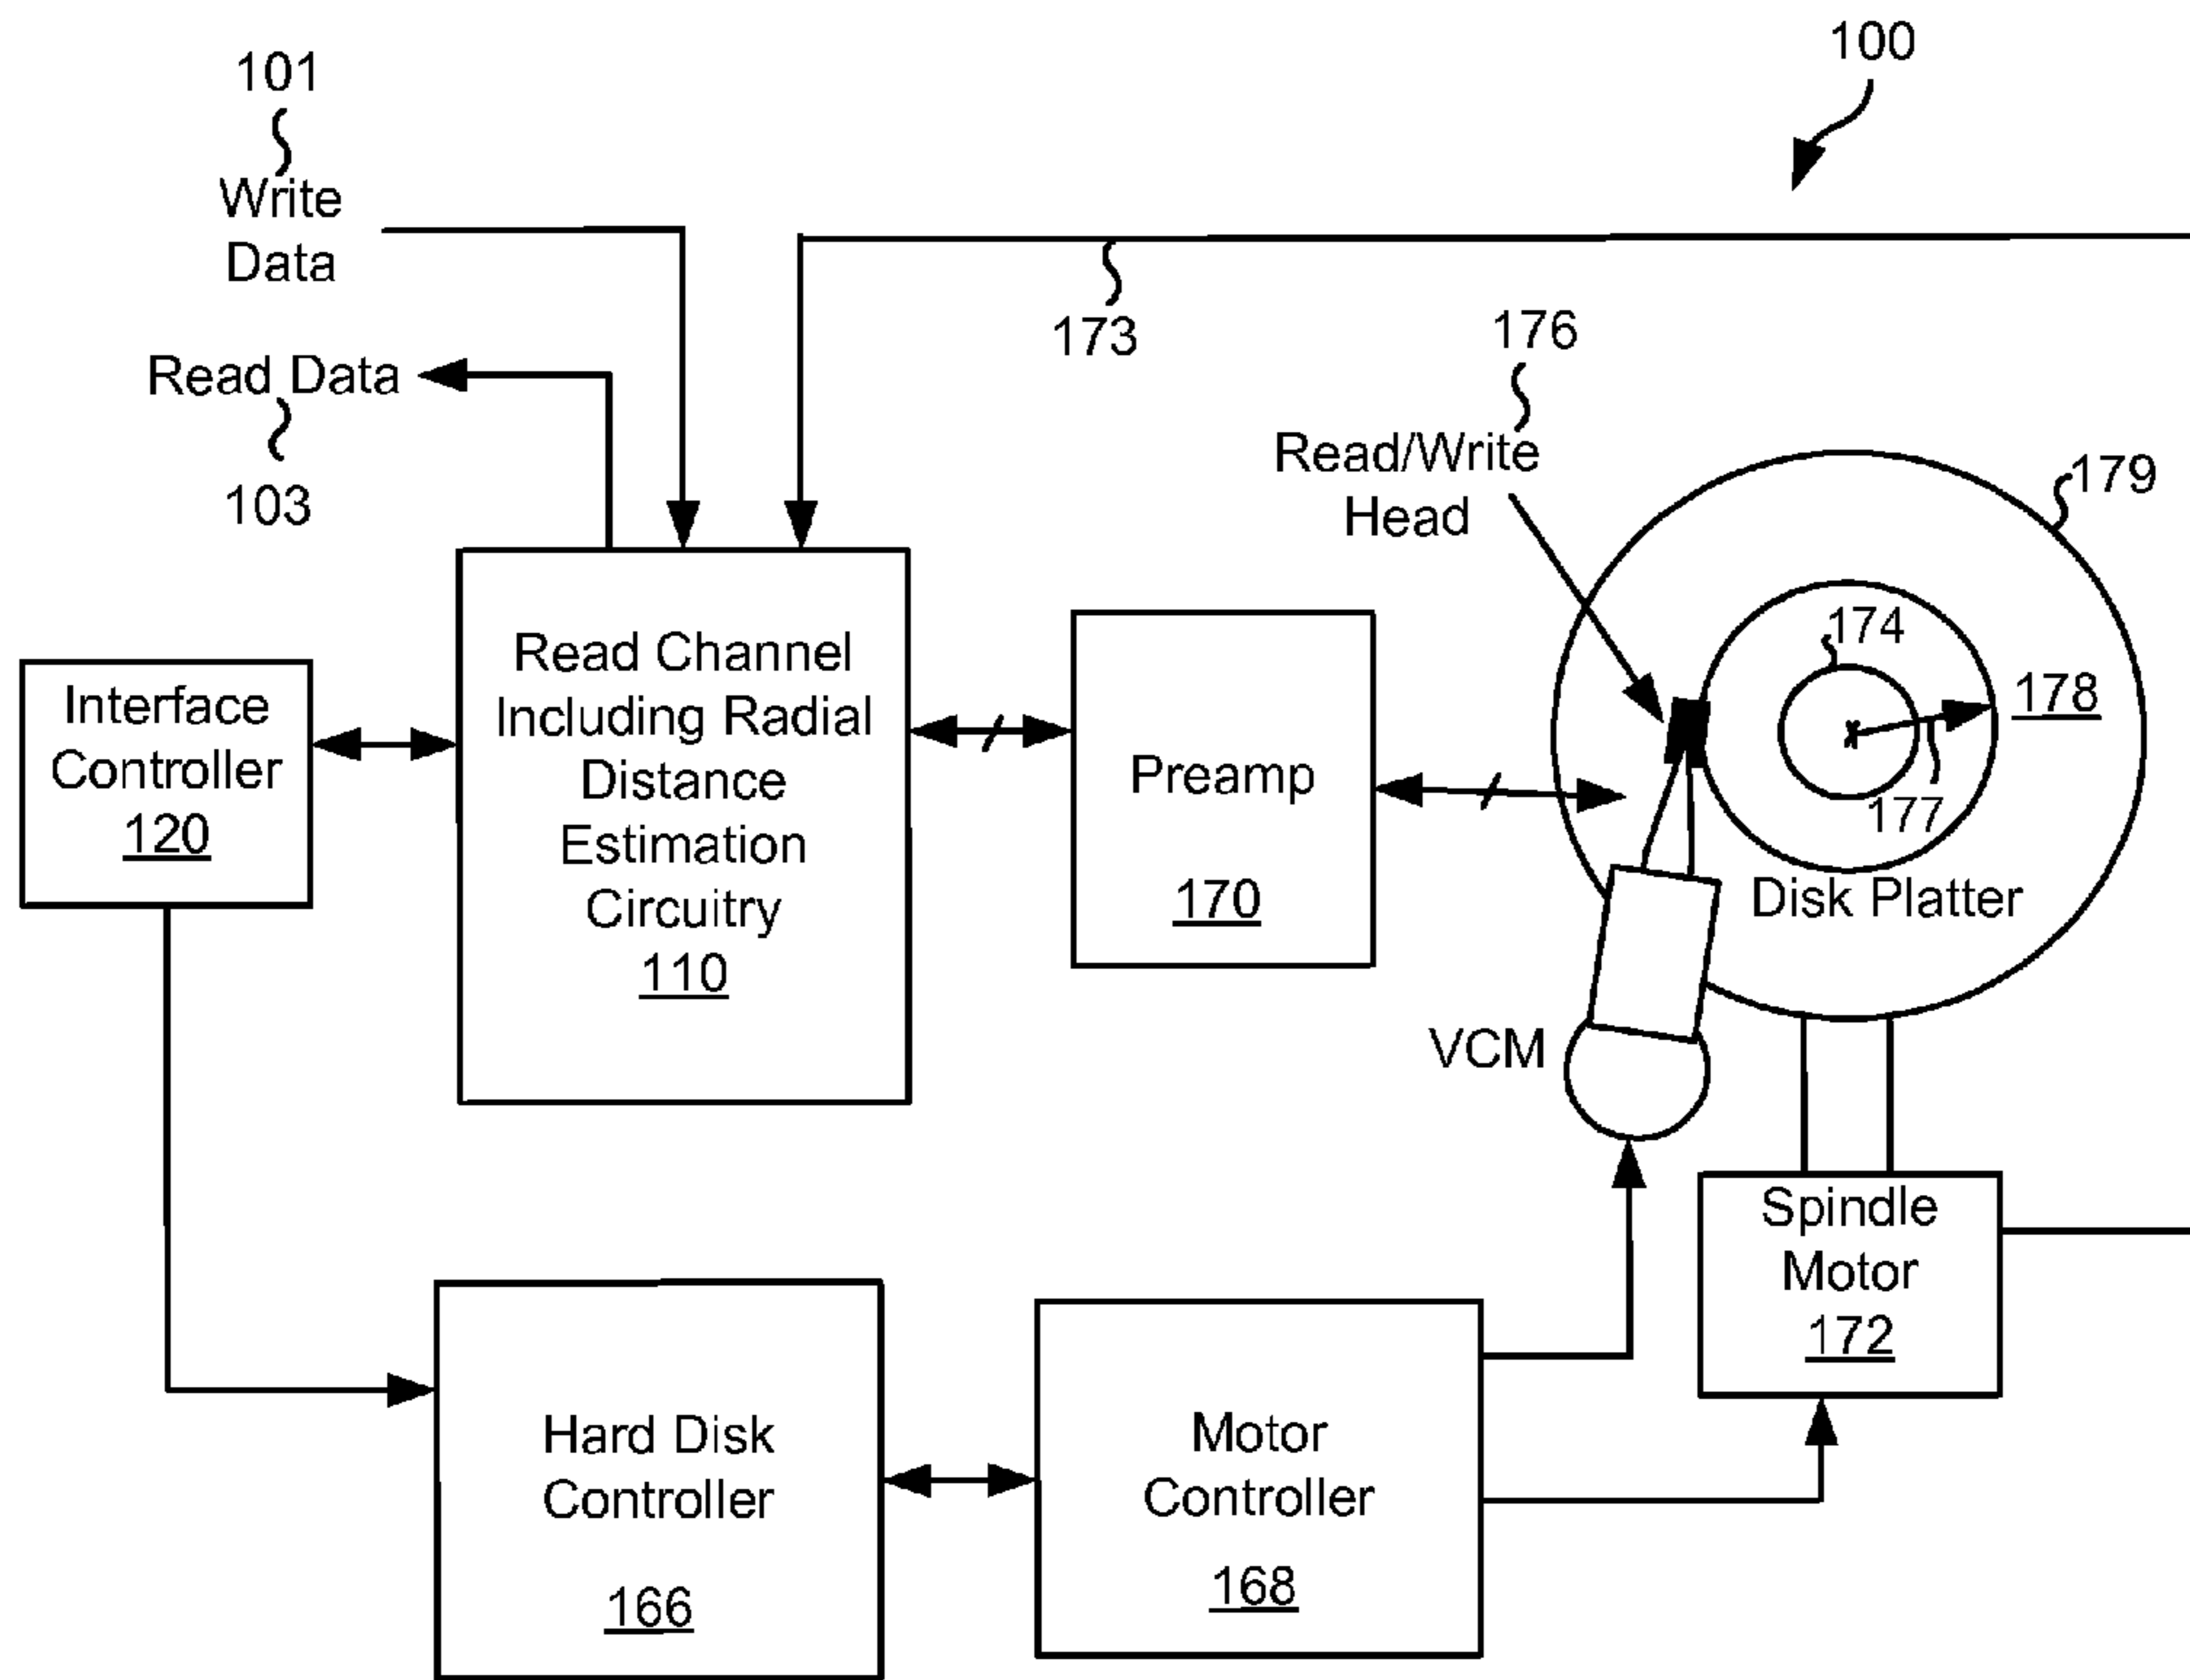 100
101
Write
Data
173
176
Read Data
103
Read/Write
Head
179
174
178
177
Disk Platter
Interface
Controller
120
Read Channel
Including Radial
Distance
Estimation
Circuitry
110
Preamp
170
VCM
Spindle
Motor
172
Hard Disk
Controller
166
Motor
Controller
168